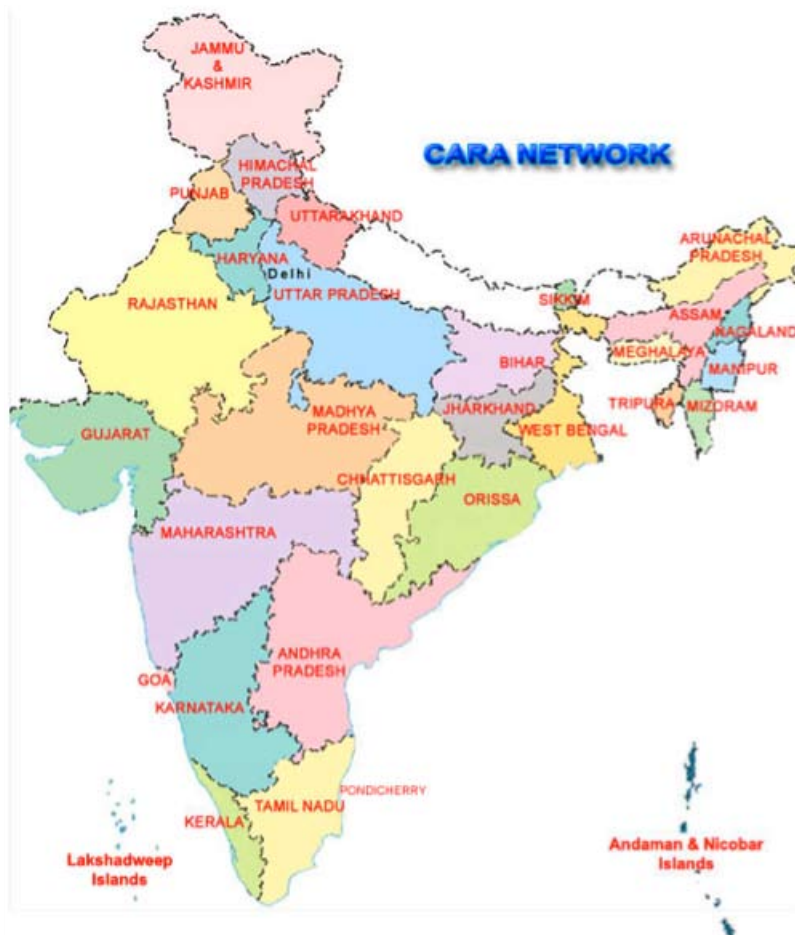 JAMMU
&
KASHMIR
CARA NETWORK
HIMACHAL
PRADESH
PUNJAB
UTTARAKHAND
ARUNACHAL
PRADESH
HARYANA
Delhi
RAJASTHAN
UTTAR PRADESH
SIKKIM
ASSAM
NAGALAND
MEGHALAYA
BIHAR
MANIPUR
TRIPURA
MIZORAM
MADHYA
PRADESH
JHARKHAND
WEST BENGAL
GUJARAT
CHHATTISGARH
ORISSA
MAHARASHTRA
ANDHRA
PRADESH
GOA
KARNATAKA
PONDICHERRY
TAMIL NADU
KERALA
Lakshadweep
Islands
Andaman & Nicobar
Islands